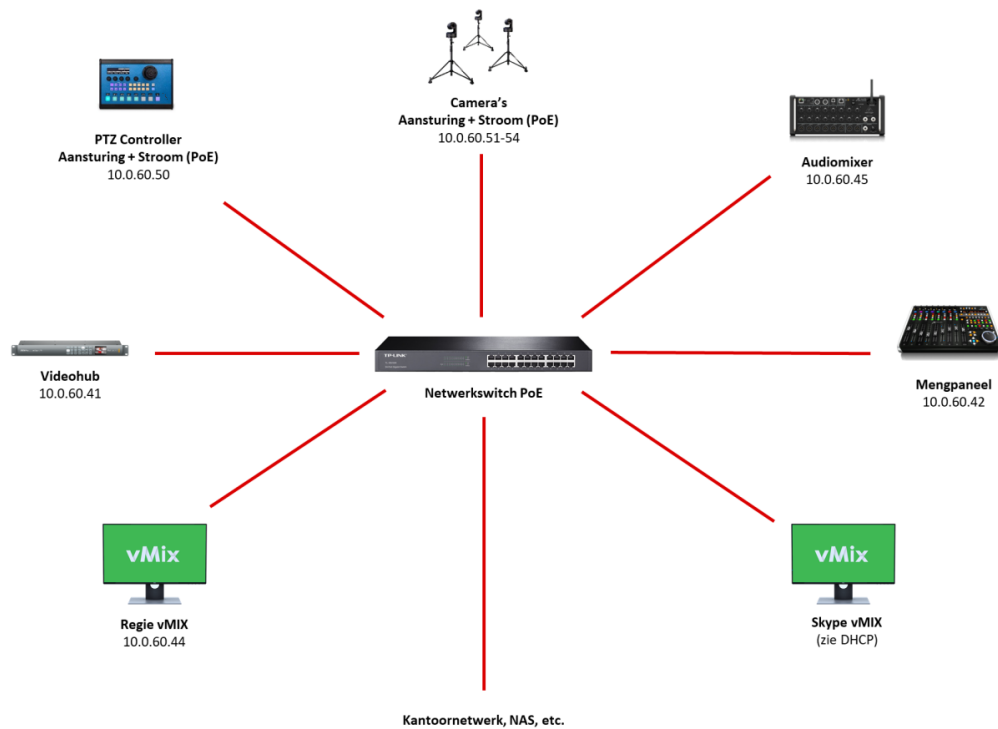 Camera's
Aansturing + Stroom (PoE)
10.0.60.51-54
PTZ Controller
Aansturing + Stroom (PoE)
10.0.60.50
Audiomixer
10.0.60.45
Videohub
10.0.60.41
TP-LINK
Netwerkswitch PoE
Mengpaneel
10.0.60.42
vMix
Regie vMIX
10.0.60.44
vMix
Skype vMIX
(zie DHCP)
Kantoornetwerk, NAS, etc.